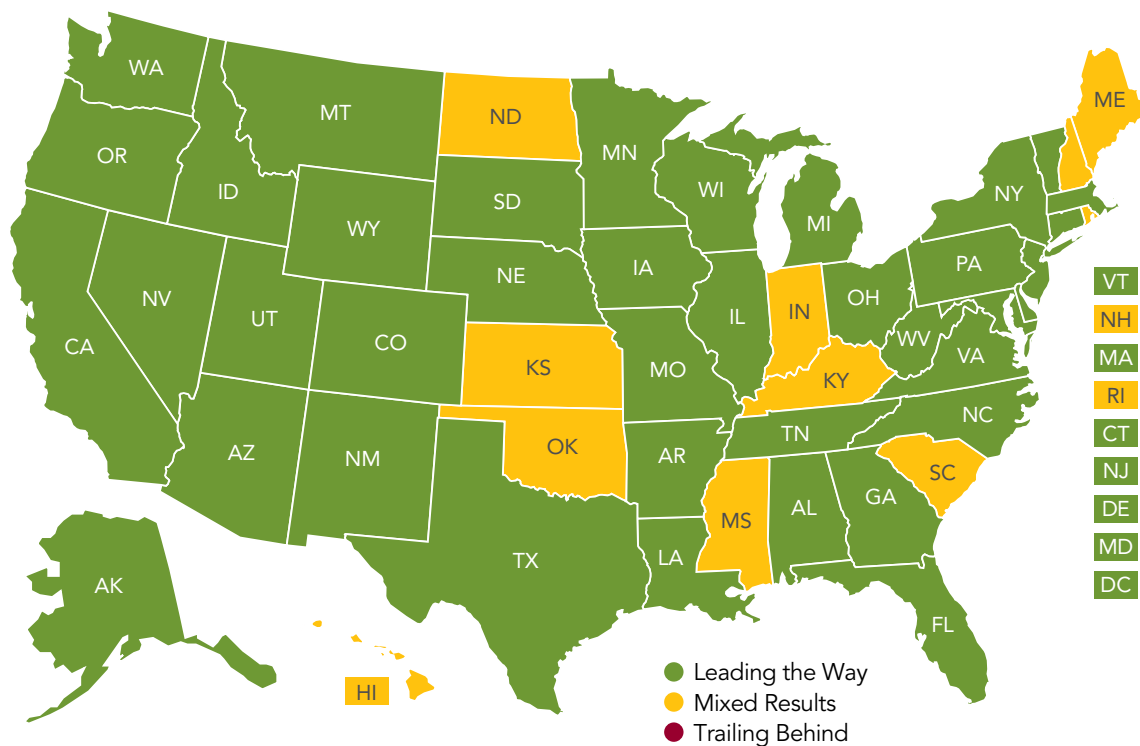 WA
MT
ND
ME
OR
MN
ID
SD
WI
NY
WY
MI
IA
PA
NE
NV
OH
VT
UT
IL
IN
NH
CO
WV
CA
VA
MA
KS
MO
KY
RI
NC
CT
TN
OK
AZ
NM
AR
SC
NJ
GA
DE
MS
AL
MD
TX
LA
DC
AK
FL
HI
Leading the Way
Mixed Results
Trailing Behind